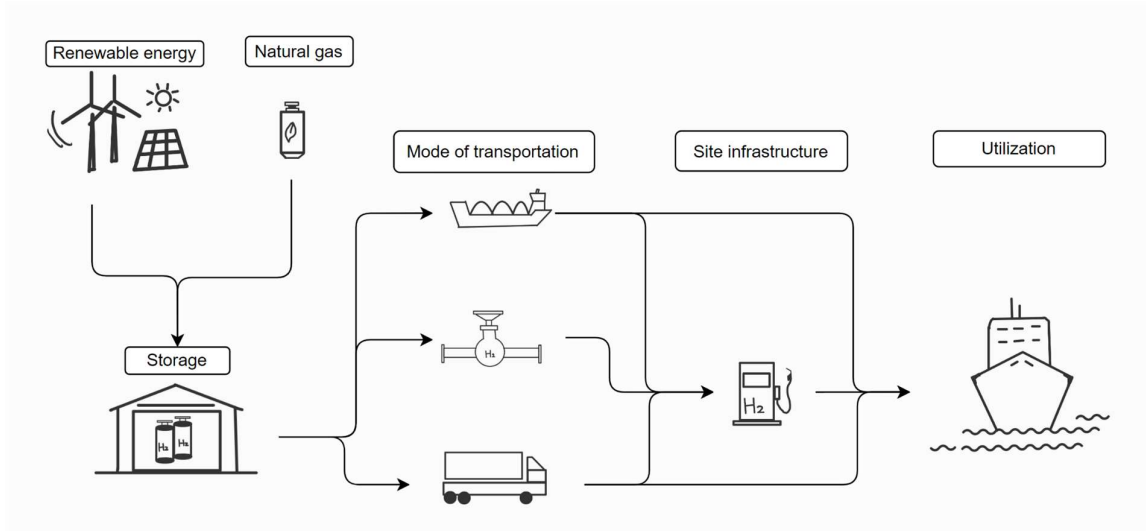 Renewable energy
Natural gas
Mode of transportation
Site infrastructure
Utilization
Storage
H₂
H₂
H₂
H2